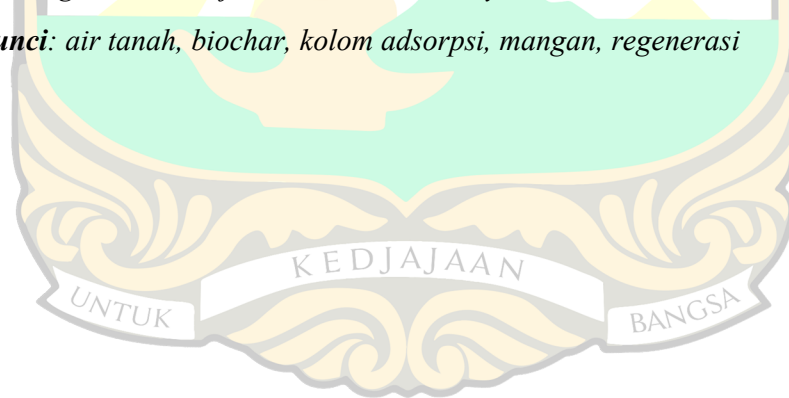 unci: air tanah, biochar, kolom adsorpsi, mangan, regenerasi
UNTUK KEDJAJAAN BANGSA